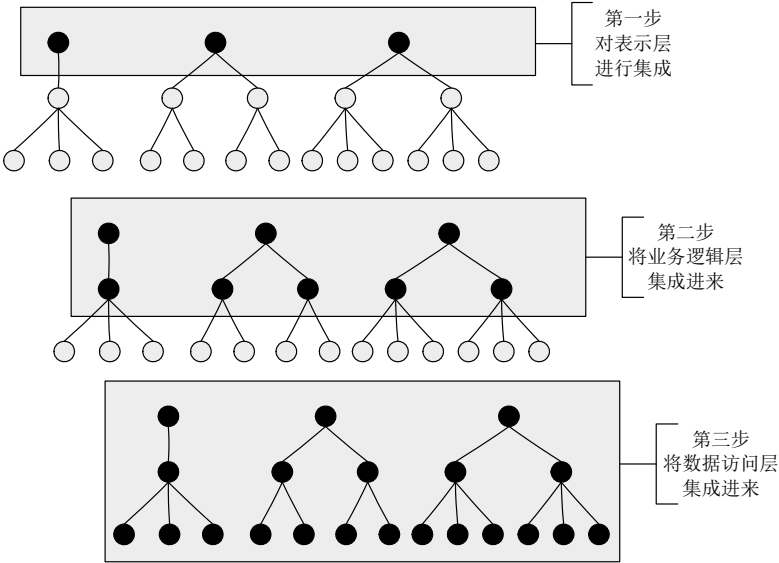 第一步
对表示层
进行集成
第二步
将业务逻辑层
集成进来
第三步
将数据访问层
集成进来